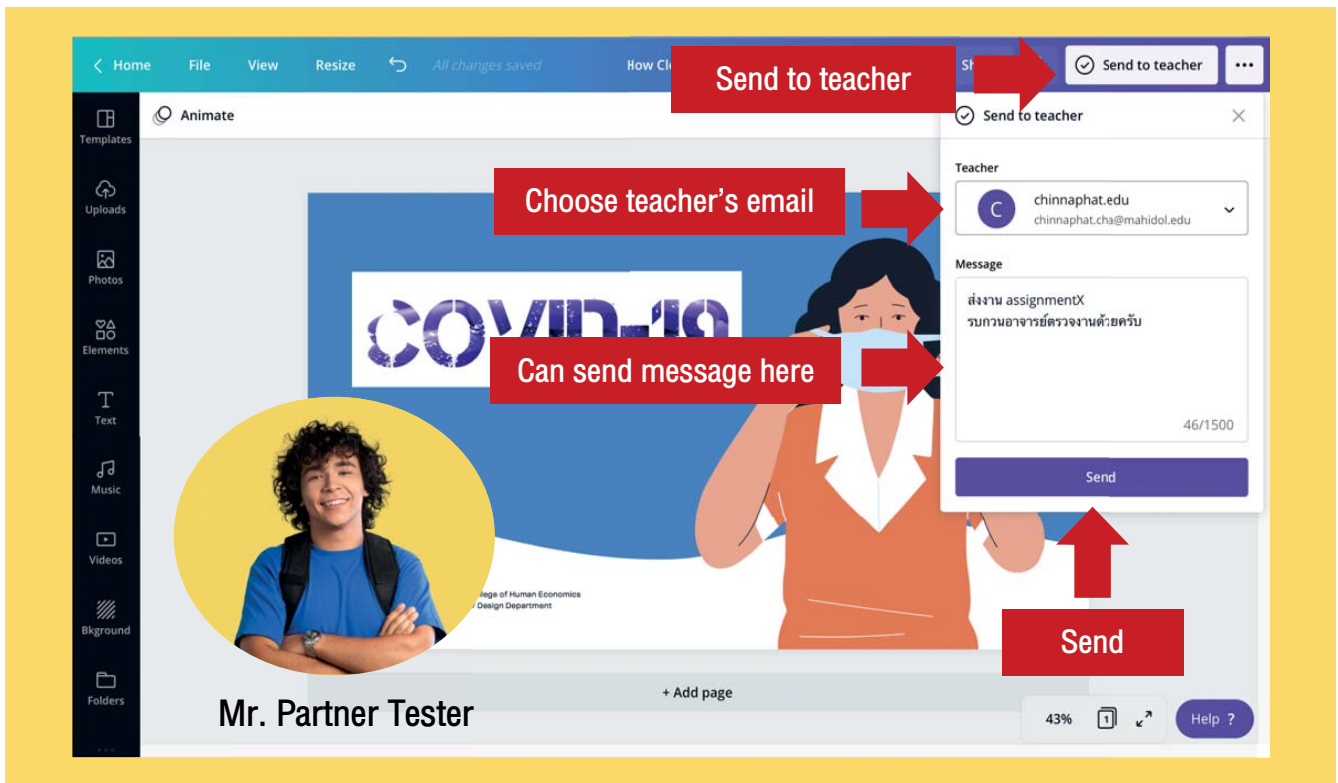 Home File View Resize All changes saved How Cl Send to teacher
Send to teacher
Animate
Templates
Uploads
Photos
Elements
Text
Music
Videos
Bkground
Folders
Send to teacher
Teacher
C
chinnaphat.edu
chinnaphat.cha@mahidol.edu
Choose teacher's email
Message
ส่งงาน assignmentX
รบกวนอาจารย์ตรวจงานด้วยครับ
46/1500
Can send message here
Send
Send
COVID-19
of Human Economics
Design Department
+ Add page
Mr. Partner Tester
43% 1 Help ?